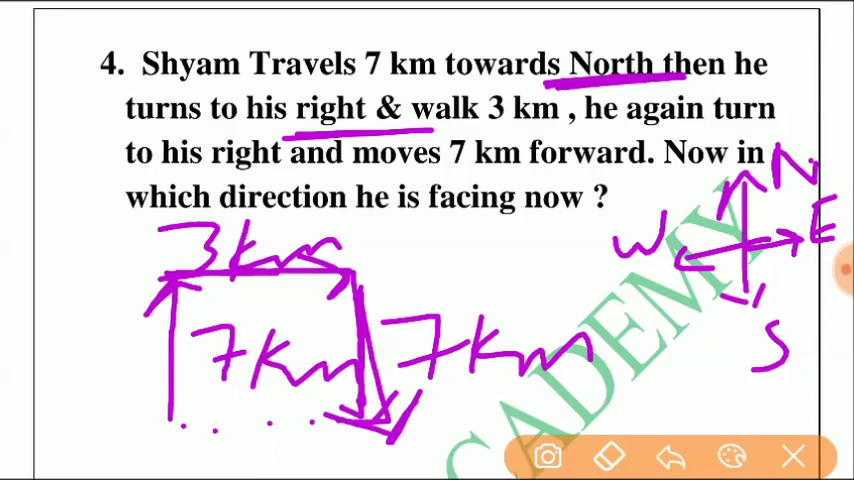 4. Shyam Travels 7 km towards North then he
turns to his right & walk 3 km , he again turn
to his right and moves 7 km forward. Now in
which direction he is facing now ?
N
W
E
S
3km
7km
7km
CADEMY